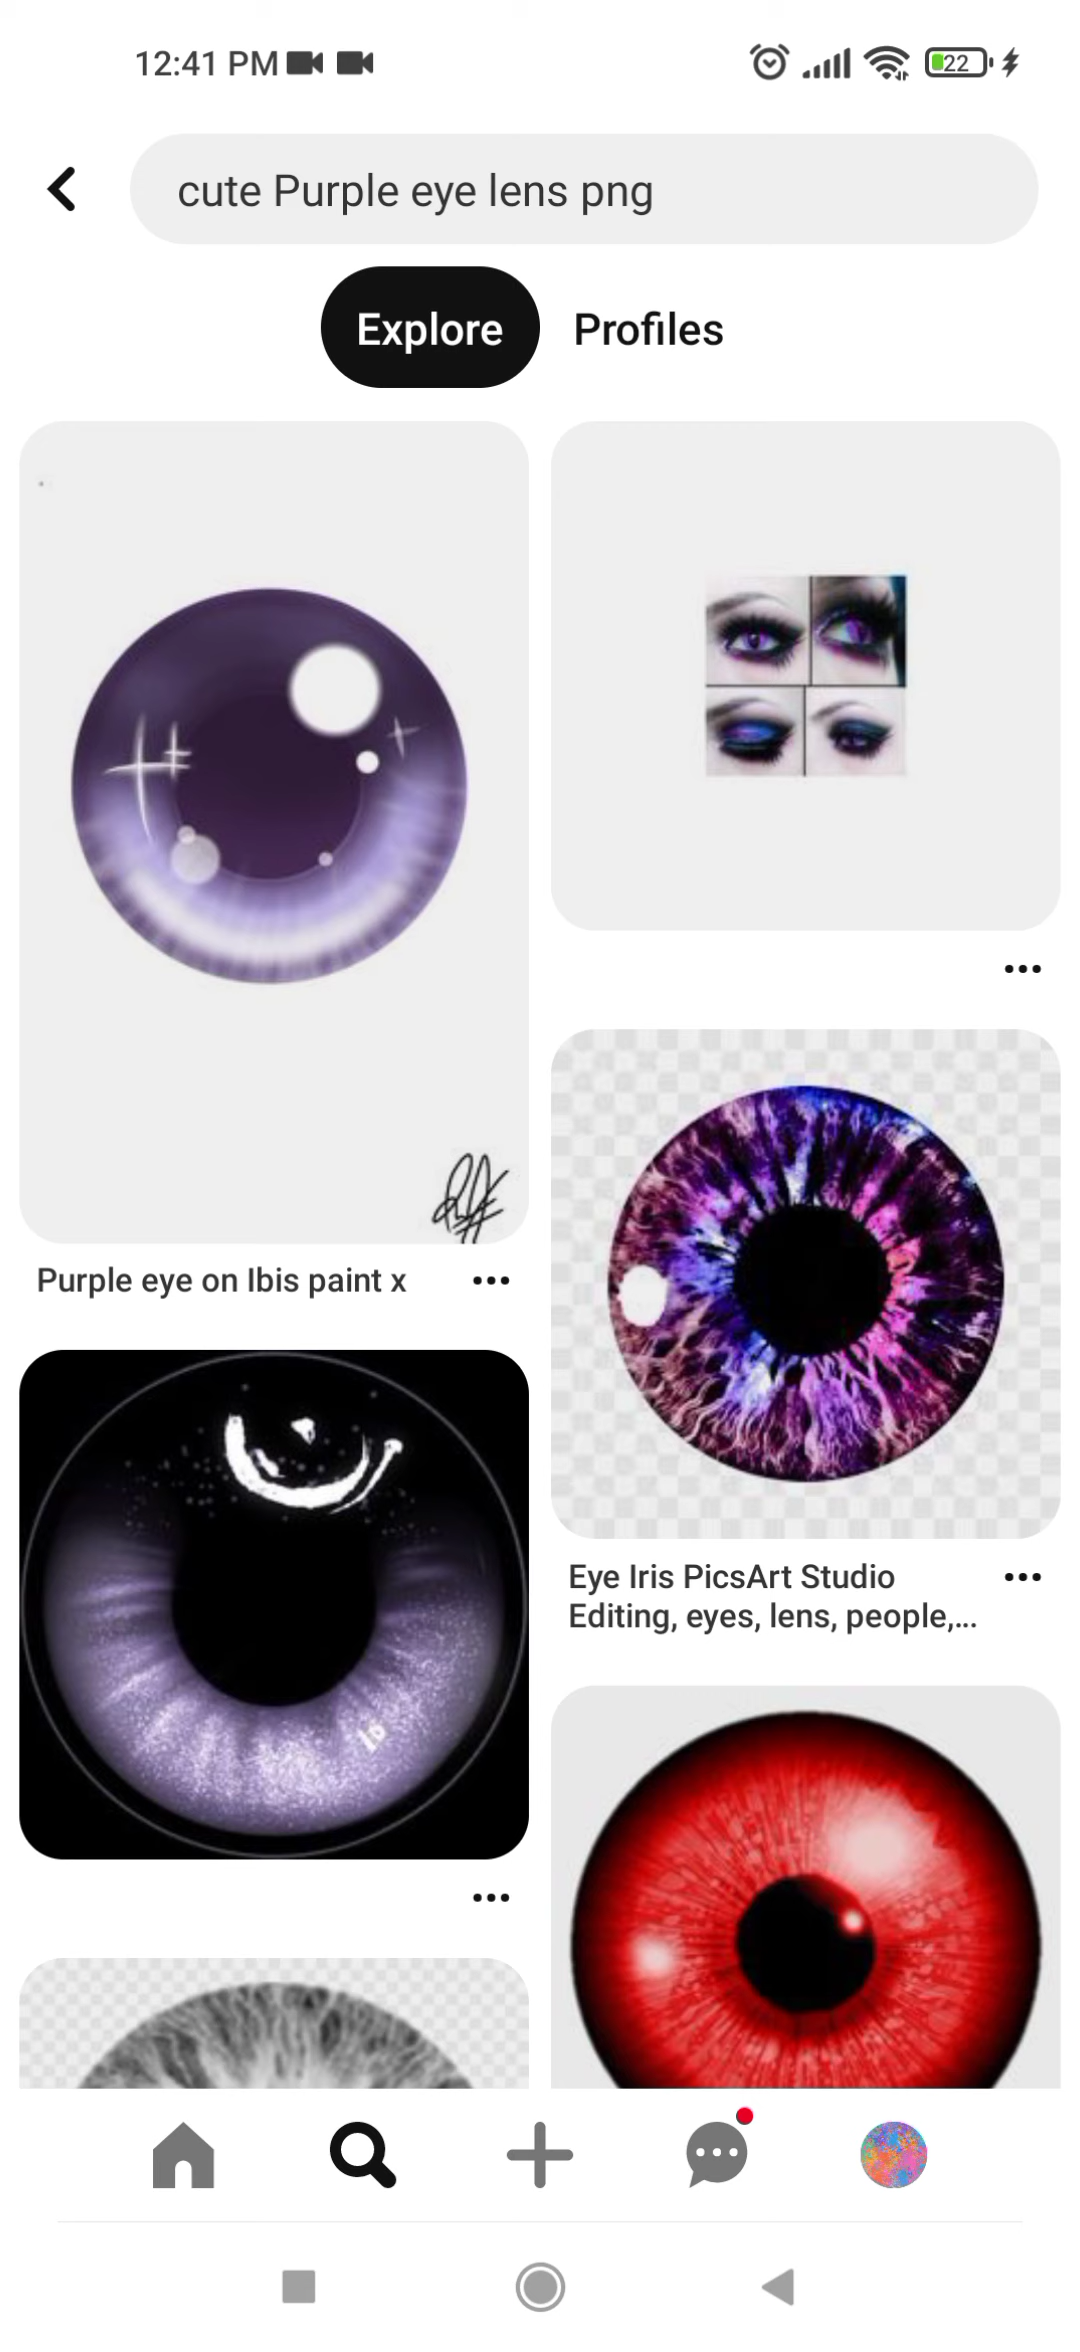 12:41 PM
22
cute Purple eye lens png
Explore
Profiles
Purple eye on Ibis paint x
Eye Iris PicsArt Studio
Editing, eyes, lens, people,...